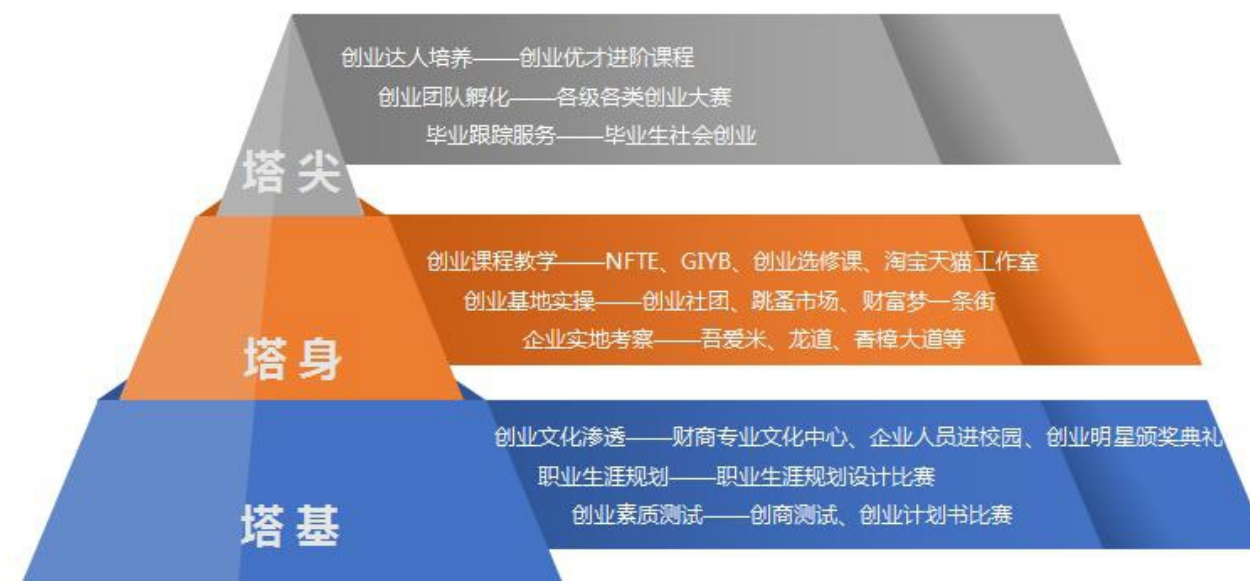 创业达人培养——创业优才进阶课程
创业团队孵化——各级各类创业大赛
毕业跟踪服务——毕业生社会创业
塔尖
创业课程教学——NFTE、GIYB、创业选修课、淘宝天猫工作室
创业基地实操——创业社团、跳蚤市场、财富梦一条街
企业实地考察——吾爱米、龙道、香樟大道等
塔身
创业文化渗透——财商专业文化中心、企业人员进校园、创业明星颁奖典礼
职业生涯规划——职业生涯规划设计比赛
创业素质测试——创商测试、创业计划书比赛
塔基